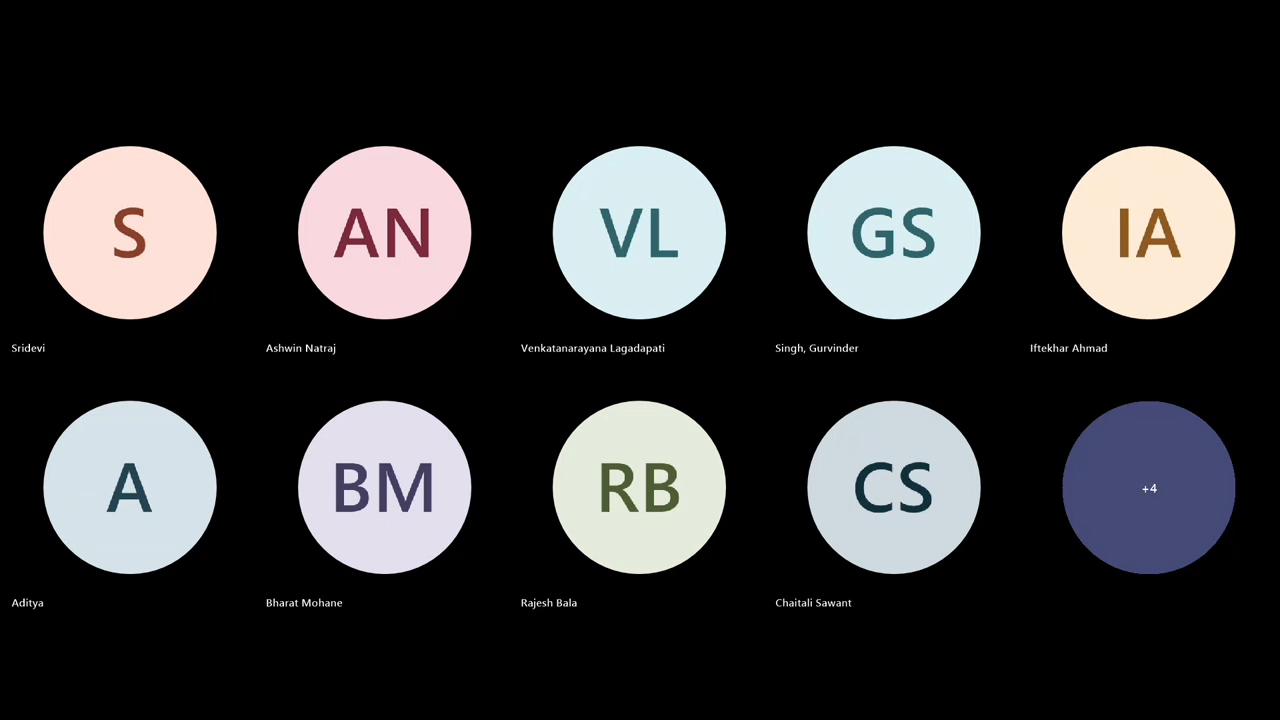 S
AN
VL
GS
IA
Sridevi
Ashwin Natraj
Venkatanarayana Lagadapati
Singh, Gurvinder
Iftekhar Ahmad
A
BM
RB
CS
+4
Aditya
Bharat Mohane
Rajesh Bala
Chaitali Sawant